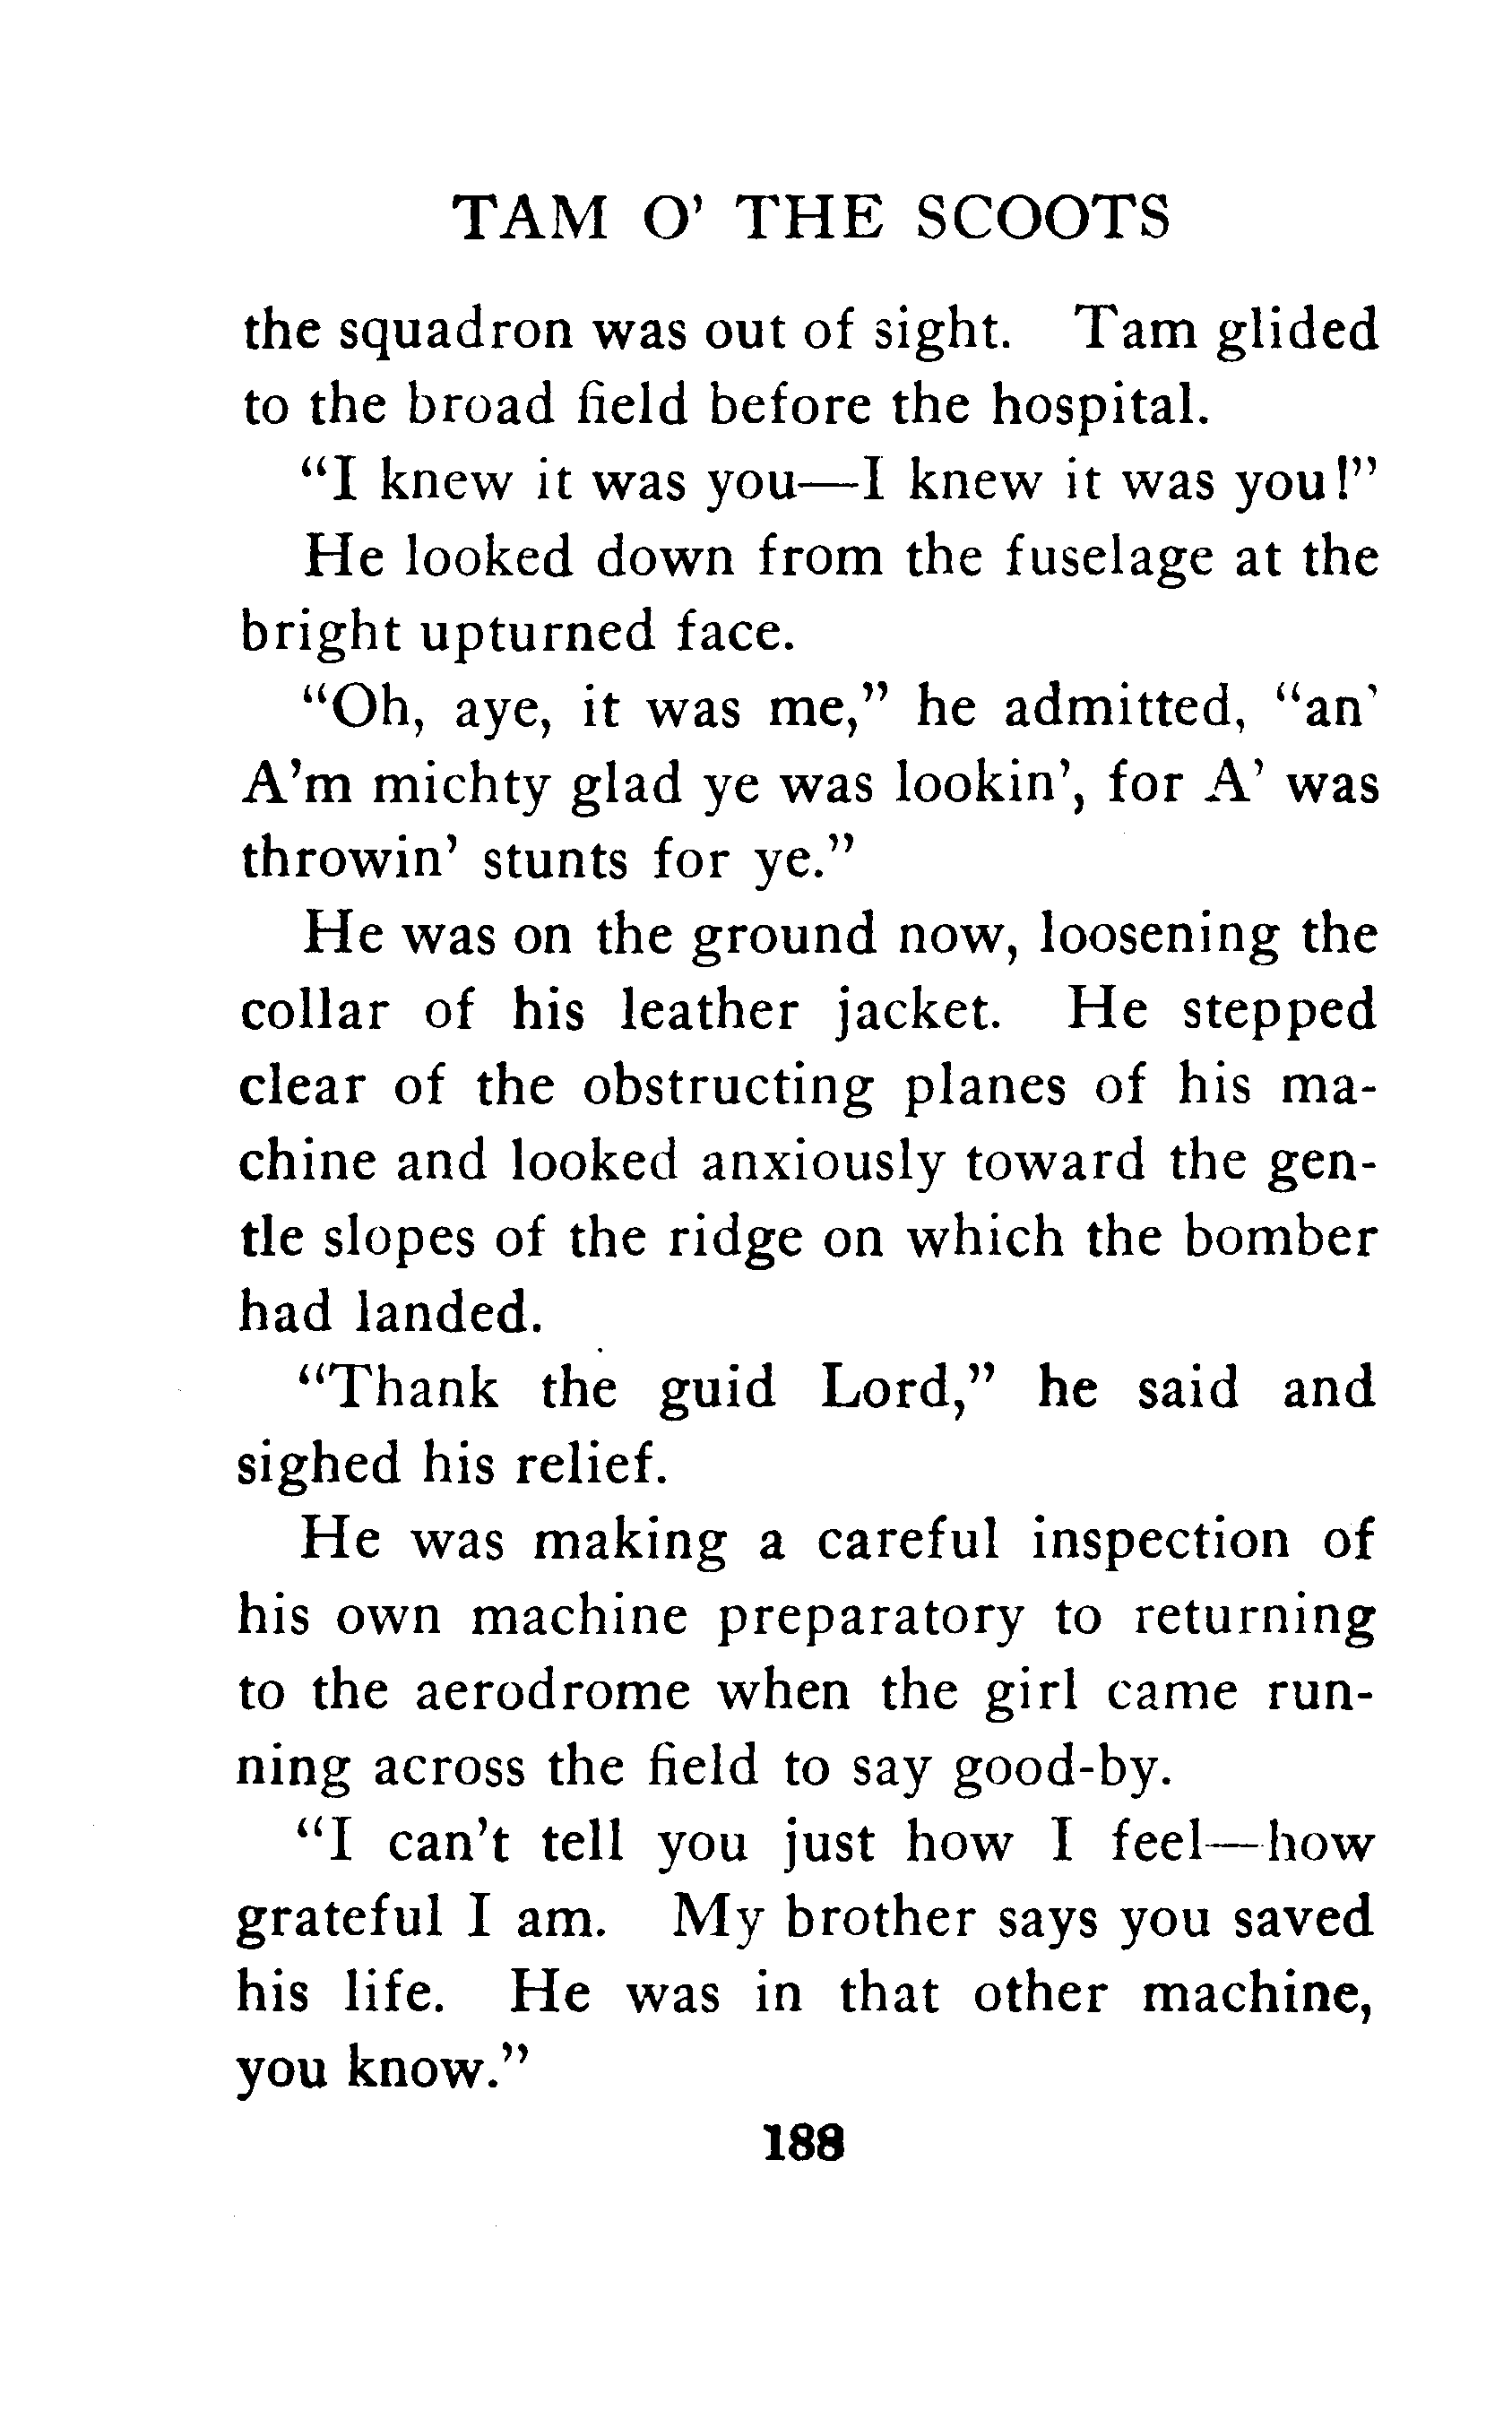 TAM O' THE SCOOTS
the squadron was out of sight. Tam glided
to the broad field before the hospital.
"I knew it was you—I knew it was you!"
He looked down from the fuselage at the
bright upturned face.
"Oh, aye, it was me," he admitted, "an'
A'm michty glad ye was lookin', for A' was
throwin' stunts for ye."
He was on the ground now, loosening the
collar of his leather jacket. He stepped
clear of the obstructing planes of his ma-
chine and looked anxiously toward the gen-
tle slopes of the ridge on which the bomber
had landed.
"Thank the guid Lord," he said and
sighed his relief.
He was making a careful inspection of
his own machine preparatory to returning
to the aerodrome when the girl came run-
ning across the field to say good-by.
"I can't tell you just how I feel—how
grateful I am. My brother says you saved
his life. He was in that other machine,
you know."
188